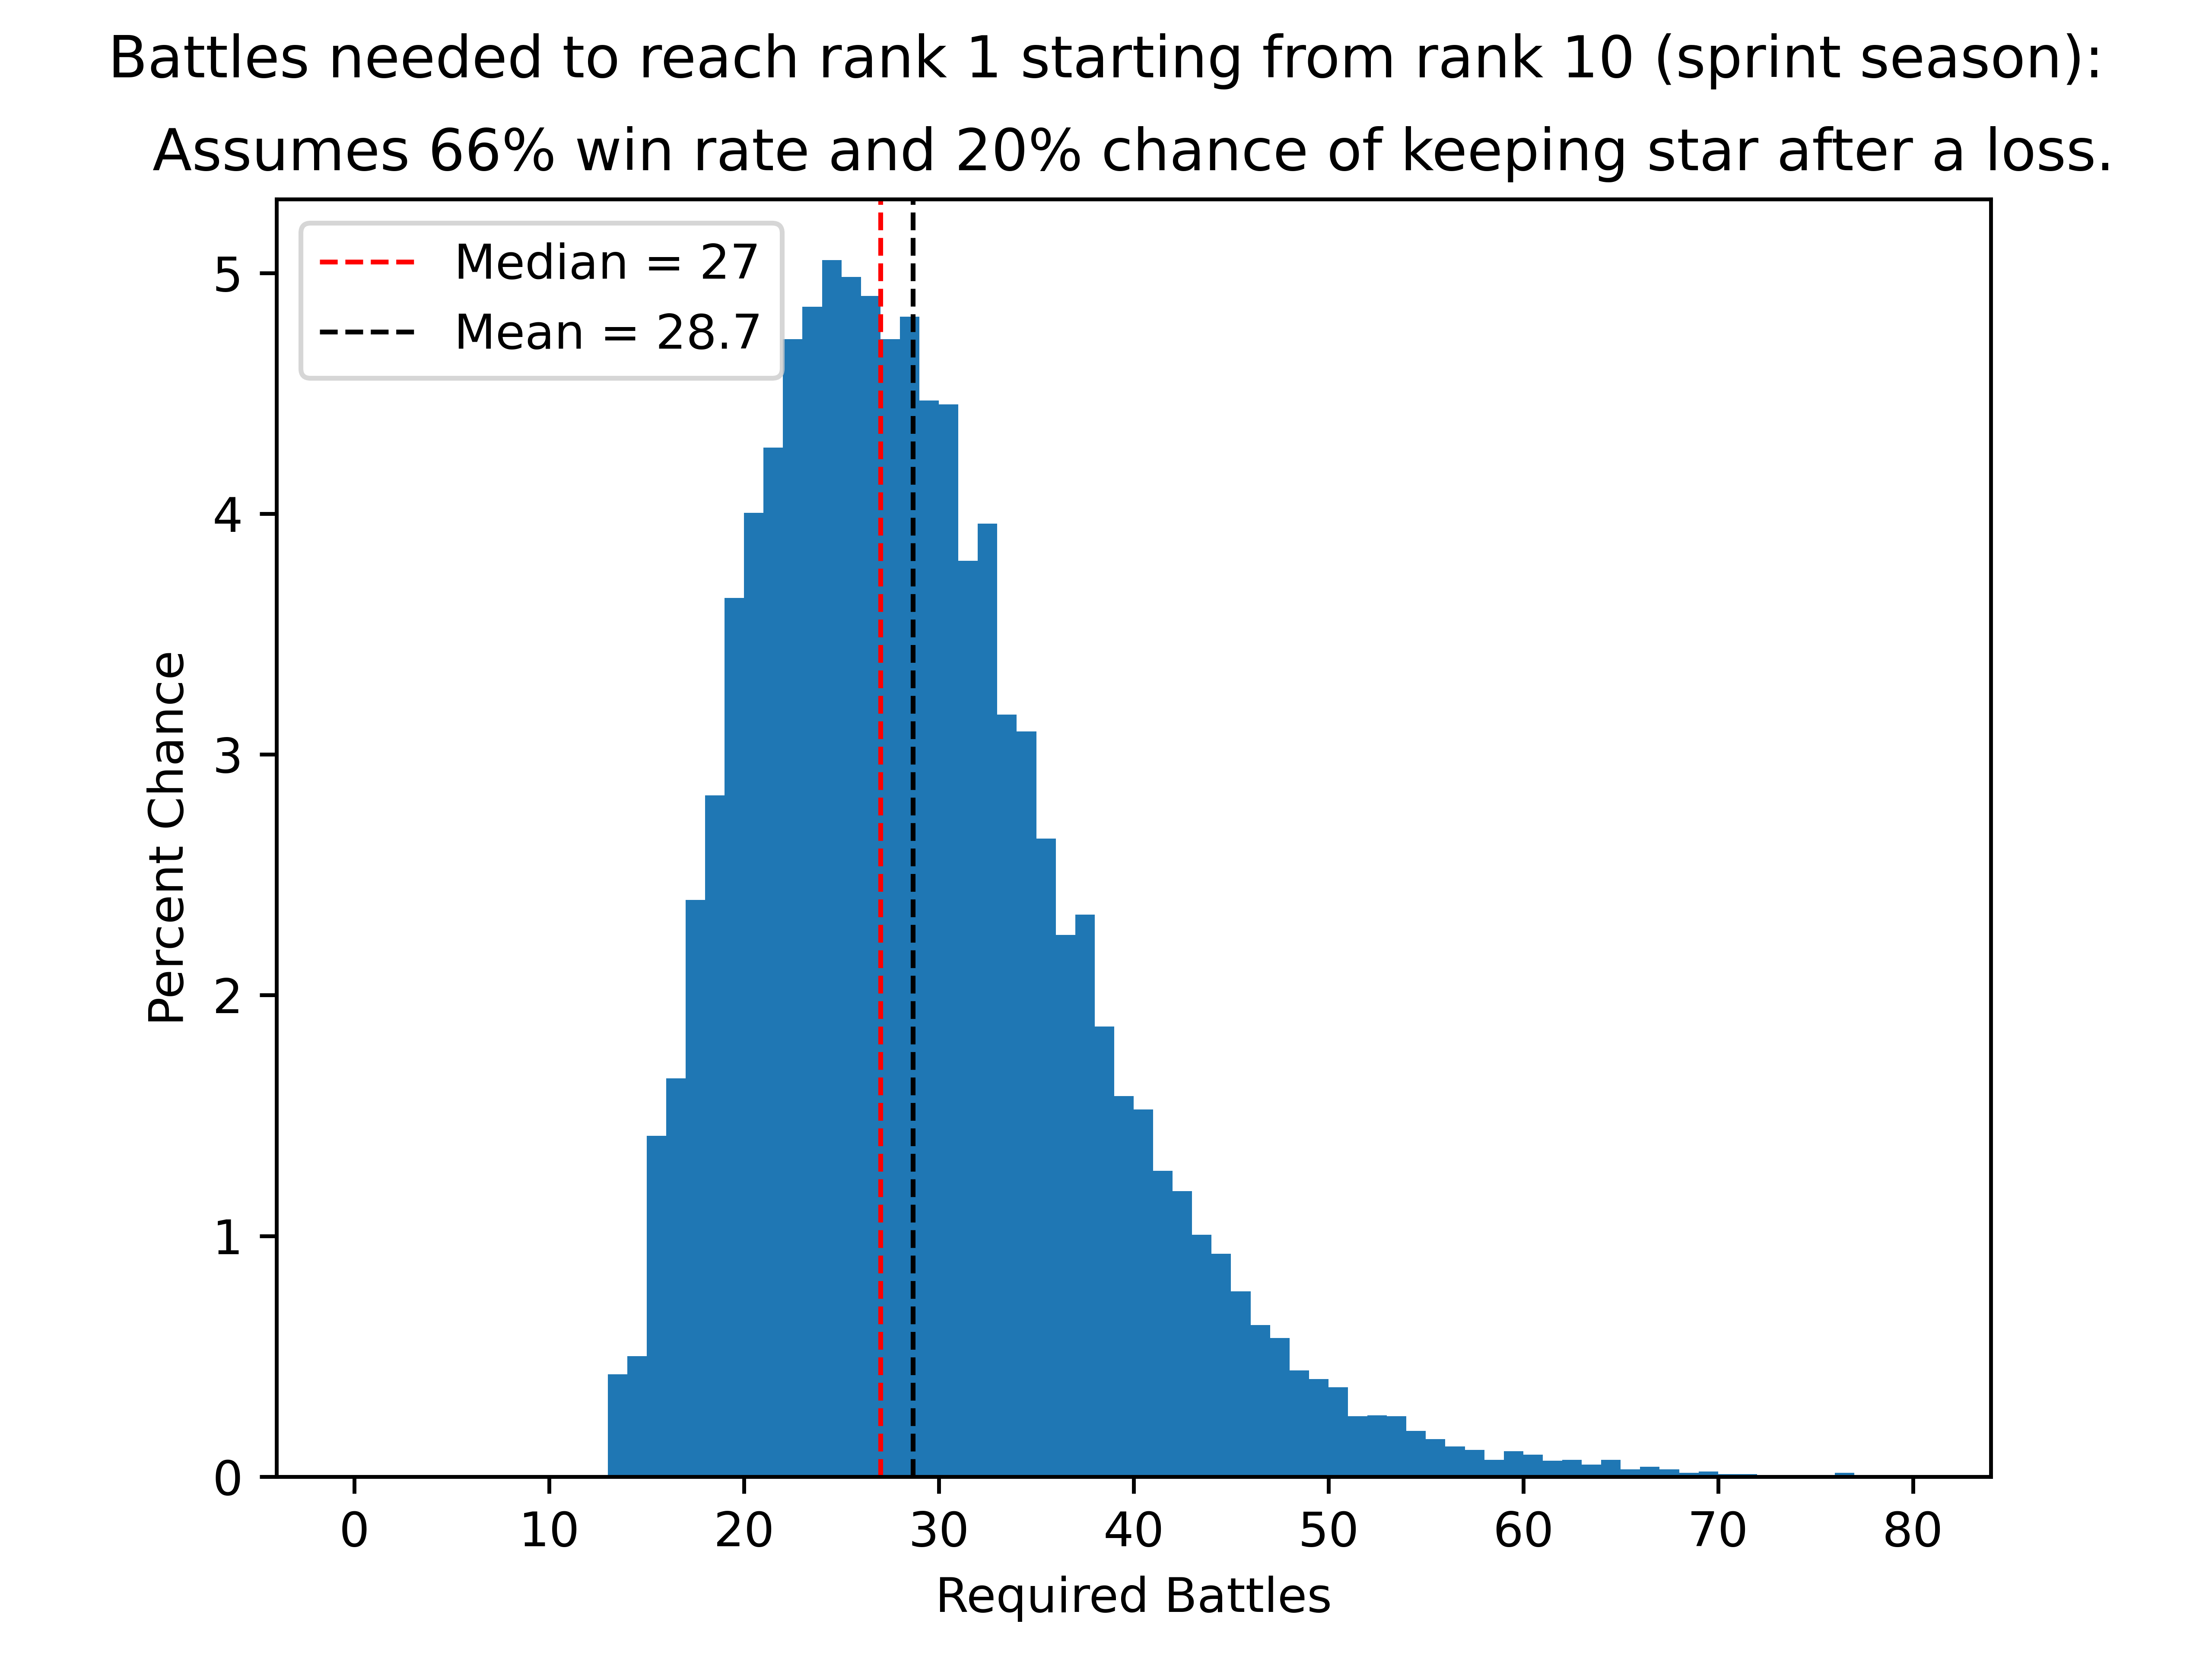 Battles needed to reach rank 1 starting from rank 10 (sprint season):
Assumes 66% win rate and 20% chance of keeping star after a loss.
Median = 27
Mean = 28.7
5
4
3
2
1
0
Percent Chance
0 10 20 30 40 50 60 70 80
Required Battles